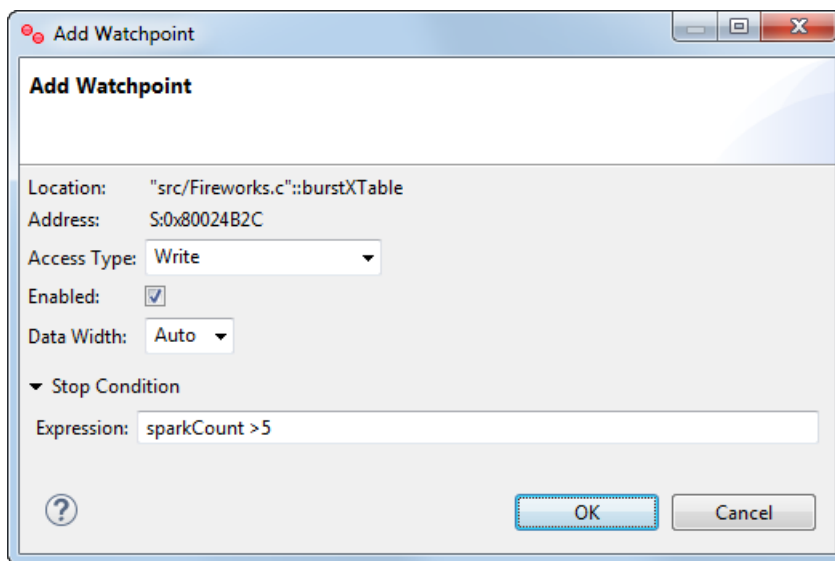 Add Watchpoint
Add Watchpoint
Location: "src/Fireworks.c"::burstXTable
Address: S:0x80024B2C
Access Type: Write
Enabled:
Data Width: Auto
Stop Condition
Expression: sparkCount >5
?
OK Cancel